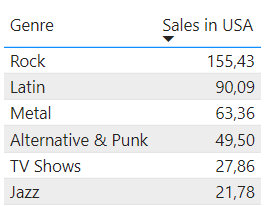 Genre Sales in USA
Rock 155,43
Latin 90,09
Metal 63,36
Alternative & Punk 49,50
TV Shows 27,86
Jazz 21,78